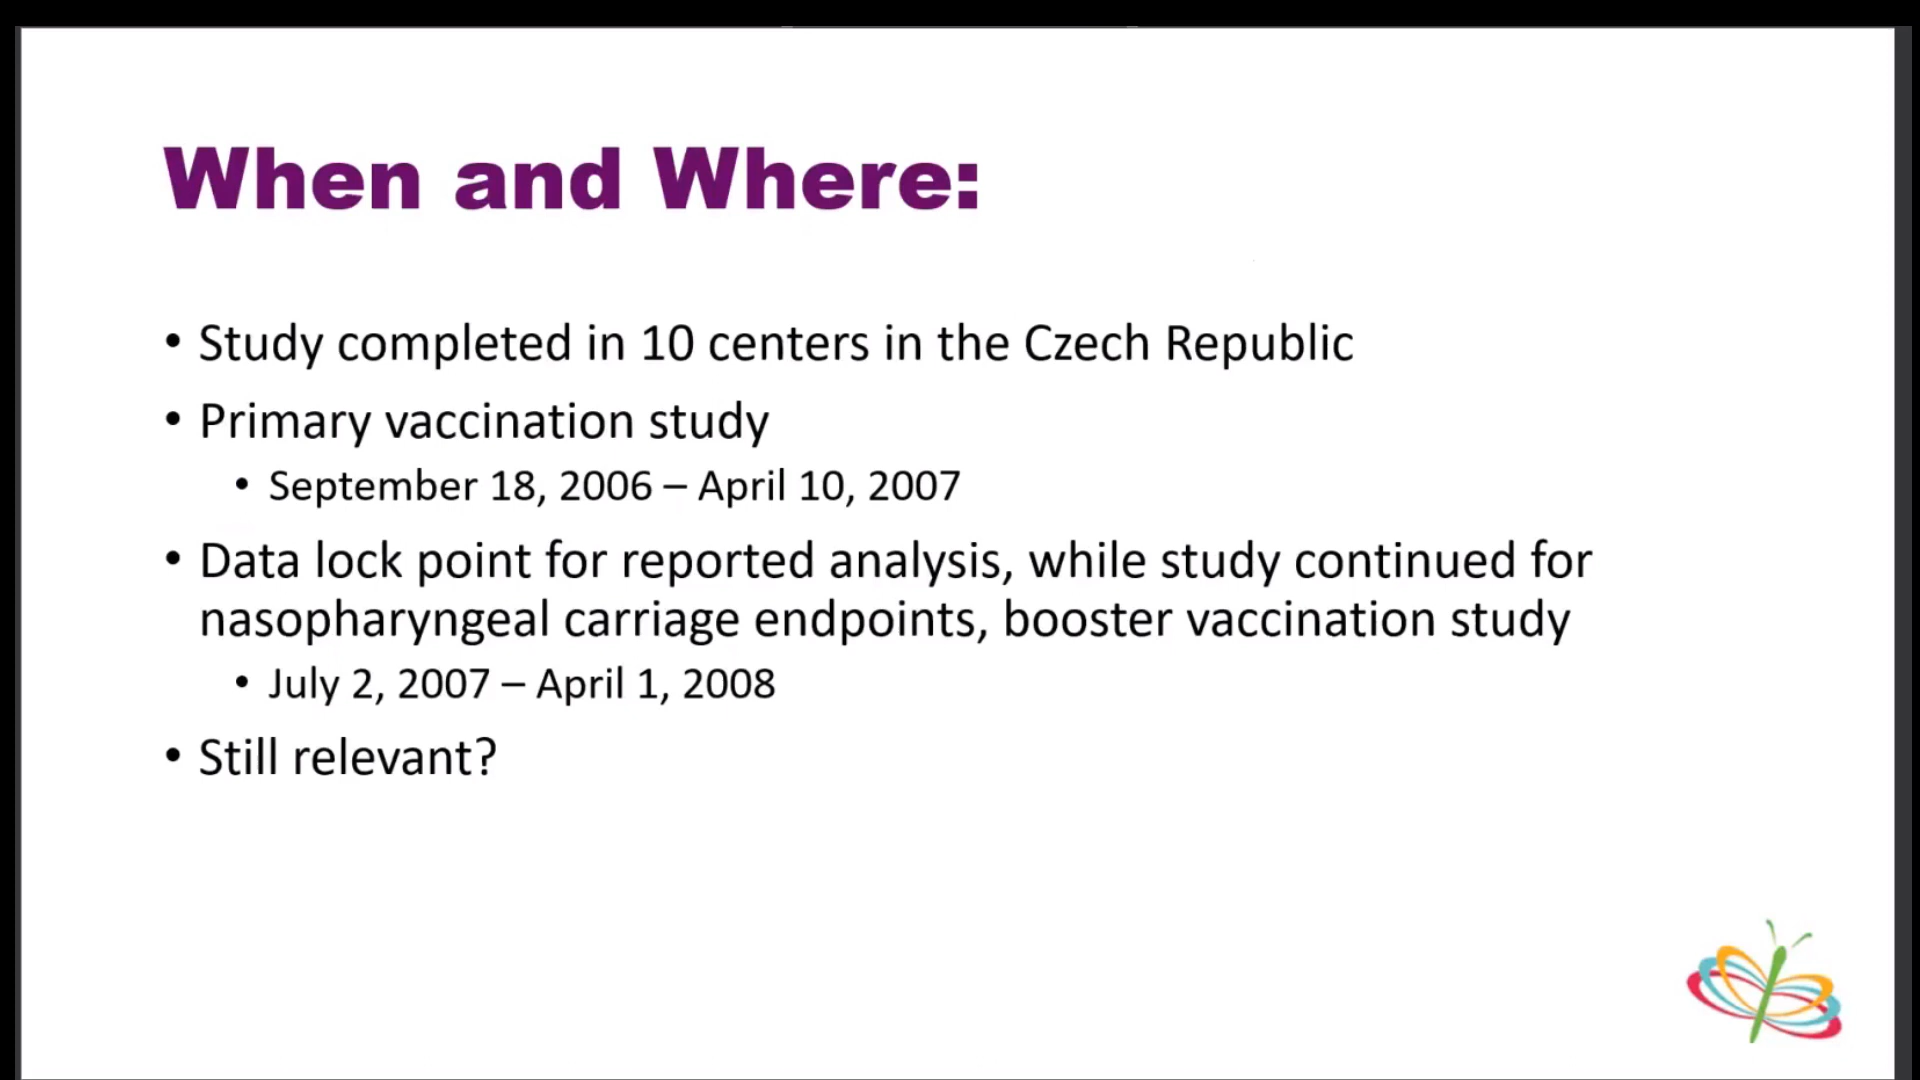 When and Where:
• Study completed in 10 centers in the Czech Republic
• Primary vaccination study
• September 18, 2006 – April 10, 2007
• Data lock point for reported analysis, while study continued for
nasopharyngeal carriage endpoints, booster vaccination study
• July 2, 2007 – April 1, 2008
• Still relevant?